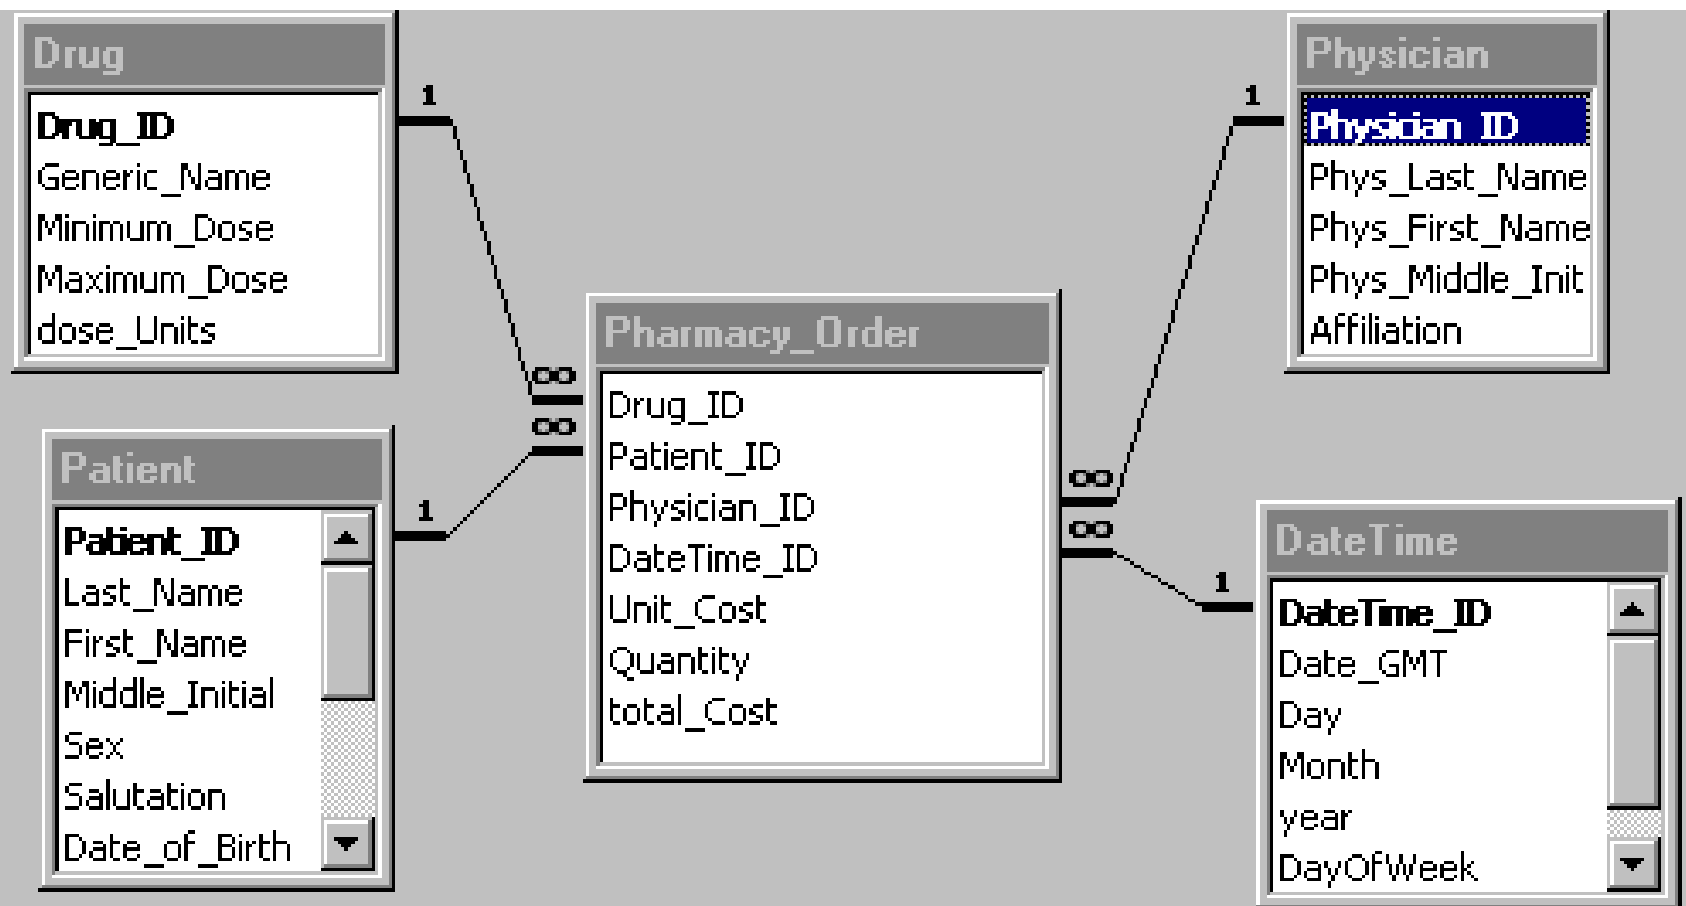 Drug
Drug_ID
Generic_Name
Minimum_Dose
Maximum_Dose
dose_Units
1
∞
Patient
Patient_ID
Last_Name
First_Name
Middle_Initial
Sex
Salutation
Date_of_Birth
1
∞
Pharmacy_Order
Drug_ID
Patient_ID
Physician_ID
DateTime_ID
Unit_Cost
Quantity
total_Cost
Physician
Physician_ID
Phys_Last_Name
Phys_First_Name
Phys_Middle_Init
Affiliation
1
∞
DateTime
DateTime_ID
Date_GMT
Day
Month
year
DayOfWeek
1
∞